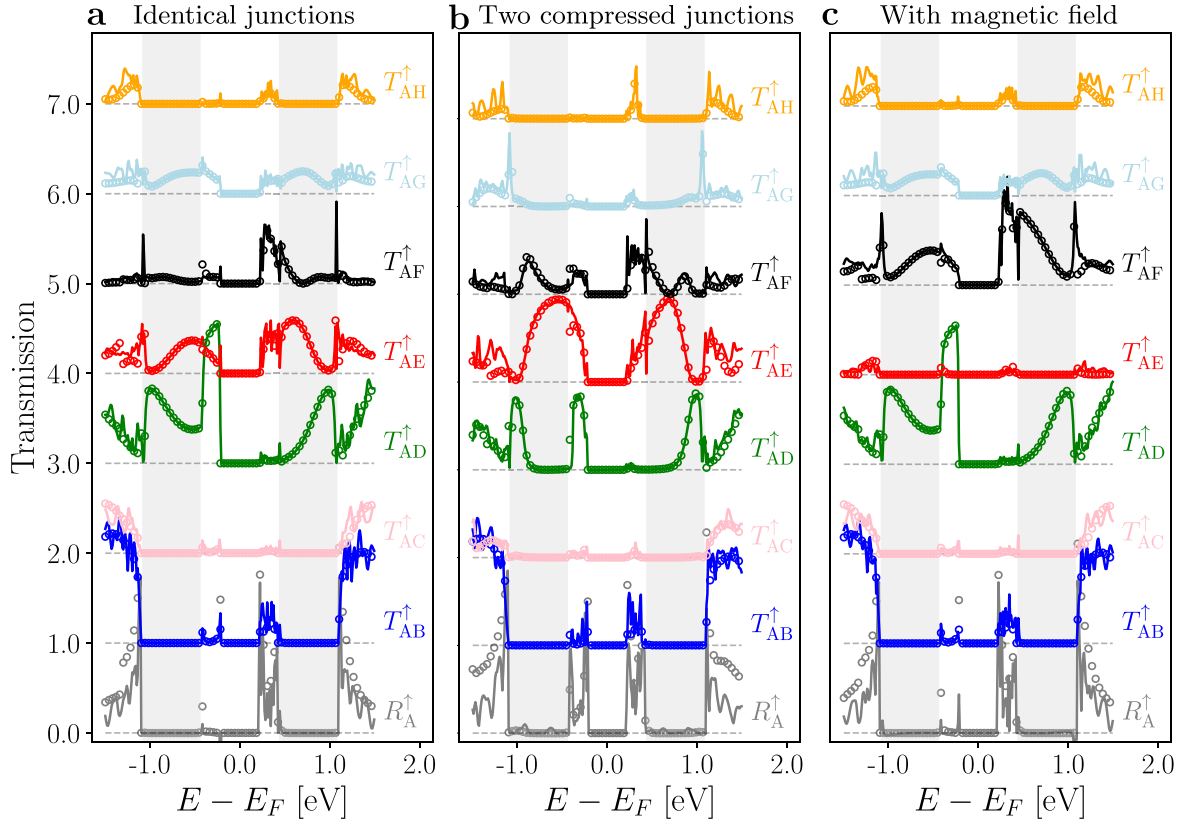 a Identical junctions
b Two compressed junctions
c With magnetic field
Transmission
7.0
6.0
5.0
4.0
3.0
2.0
1.0
0.0
T↑AH
T↑AG
T↑AF
T↑AE
T↑AD
T↑AC
T↑AB
R↑A
-1.0 0.0 1.0 2.0
E − EF [eV]
T↑AH
T↑AG
T↑AF
T↑AE
T↑AD
T↑AC
T↑AB
R↑A
-1.0 0.0 1.0 2.0
E − EF [eV]
T↑AH
T↑AG
T↑AF
T↑AE
T↑AD
T↑AC
T↑AB
R↑A
-1.0 0.0 1.0 2.0
E − EF [eV]